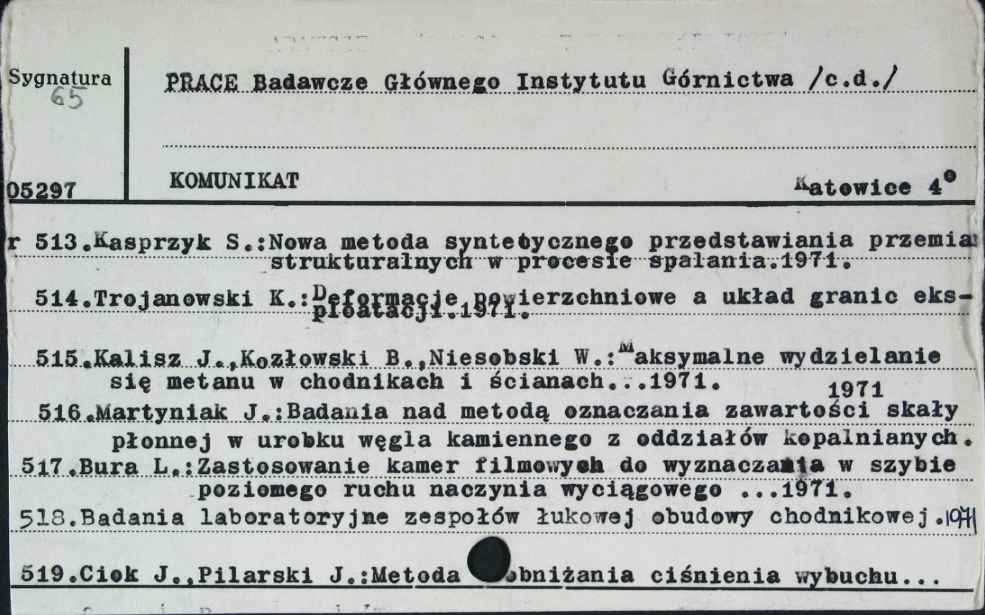 Sygnatura
65
PRACE Badawcze Głównego Instytutu Górnictwa /c.d./
05297
KOMUNIKAT
Katowice 4°
r 513.Kasprzyk S.:Nowa metoda syntetycznego przedstawiania przemia
strukturalnych w procesie spalania.1971.
514.Trojanowski K.:Deformacje powierzchniowe a układ granic eks-
ploatacji.1971.
515.Kalisz J.,Kozłowski B.,Niesobski W.:Maksymalne wydzielanie
się metanu w chodnikach i ścianach...1971.
1971
516.Martyniak J.:Badania nad metodą oznaczania zawartości skały
płonnej w urobku węgla kamiennego z oddziałów kopalnianych.
517.Bura L.:Zastosowanie kamer filmowych do wyznaczania w szybie
poziomego ruchu naczynia wyciągowego ...1971.
518.Badania laboratoryjne zespołów łukowej obudowy chodnikowej.1971
519.Ciok J.,Pilarski J.:Metoda obniżania ciśnienia wybuchu...